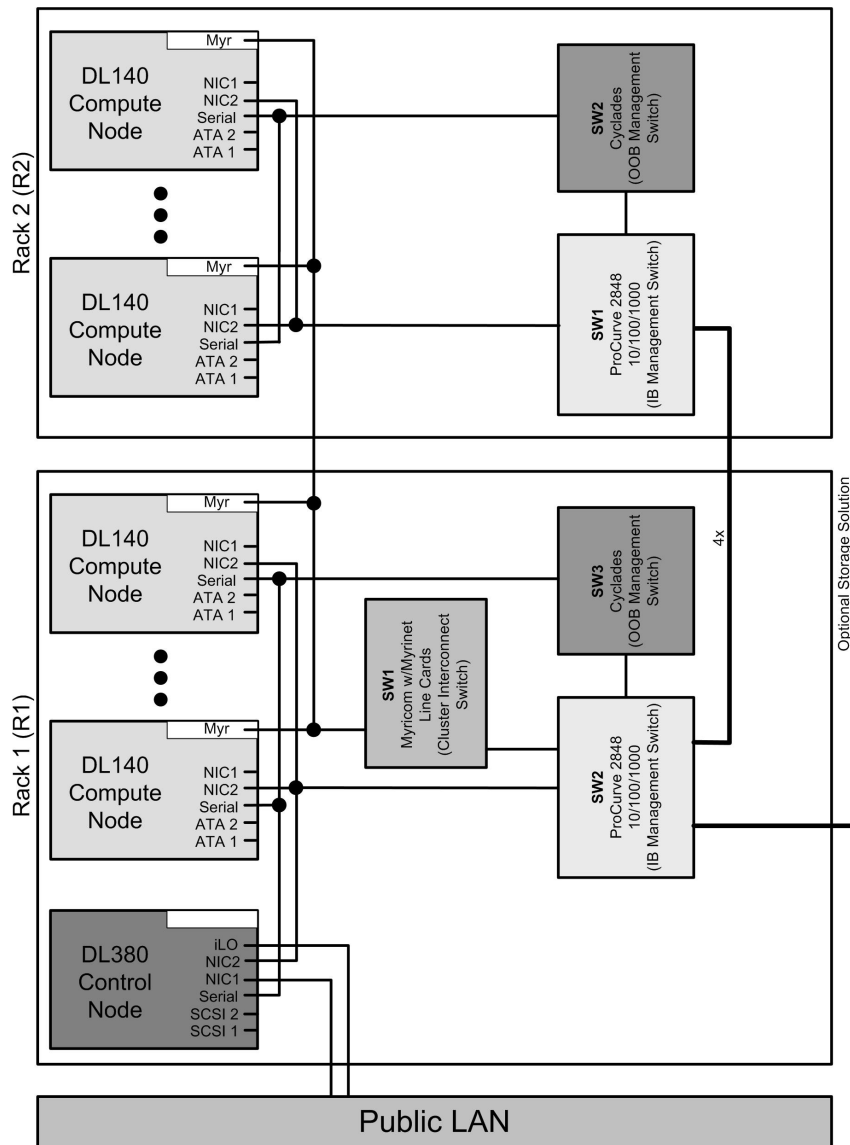 Rack 2 (R2)
DL140
Compute
Node
Myr
NIC1
NIC2
Serial
ATA 2
ATA 1
SW2
Cyclades
(OOB Management
Switch)
DL140
Compute
Node
Myr
NIC1
NIC2
Serial
ATA 2
ATA 1
SW1
ProCurve 2848
10/100/1000
(IB Management Switch)
Rack 1 (R1)
DL140
Compute
Node
Myr
NIC1
NIC2
Serial
ATA 2
ATA 1
SW3
Cyclades
(OOB Management
Switch)
4x
Optional Storage Solution
SW1
Myricom w/Myrinet
Line Cards
(Cluster Interconnect
Switch)
DL140
Compute
Node
Myr
NIC1
NIC2
Serial
ATA 2
ATA 1
SW2
ProCurve 2848
10/100/1000
(IB Management Switch)
DL380
Control
Node
iLO
NIC2
NIC1
Serial
SCSI 2
SCSI 1
Public LAN